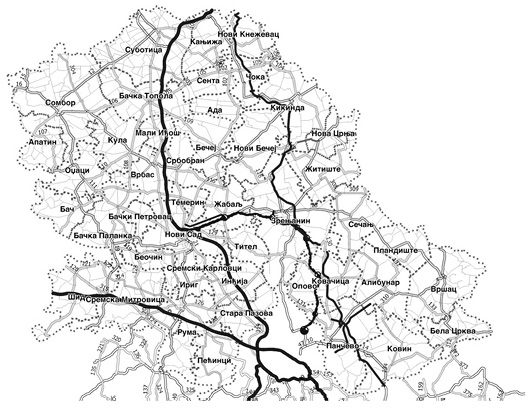 Нови Кнежевац
Кањижа
Суботица
Сента
Чока
Бачка Топола
Ада
Кикинда
Сомбор
Мали Иђош
Нова Црња
Апатин
Кула
Бечеј
Нови Бечеј
Србобран
Житиште
Оџаци
Врбас
Темерин
Жабаљ
Бач
Бачки Петровац
Зрењанин
Сечањ
Бачка Паланка
Нови Сад
Тител
Пландиште
Беочин
Сремски Карловци
Ириг
Инђија
Ковачица
Опово
Алибунар
Вршац
Шид
Сремска Митровица
Стара Пазова
Рума
Панчево
Бела Црква
Ковин
Пећинци